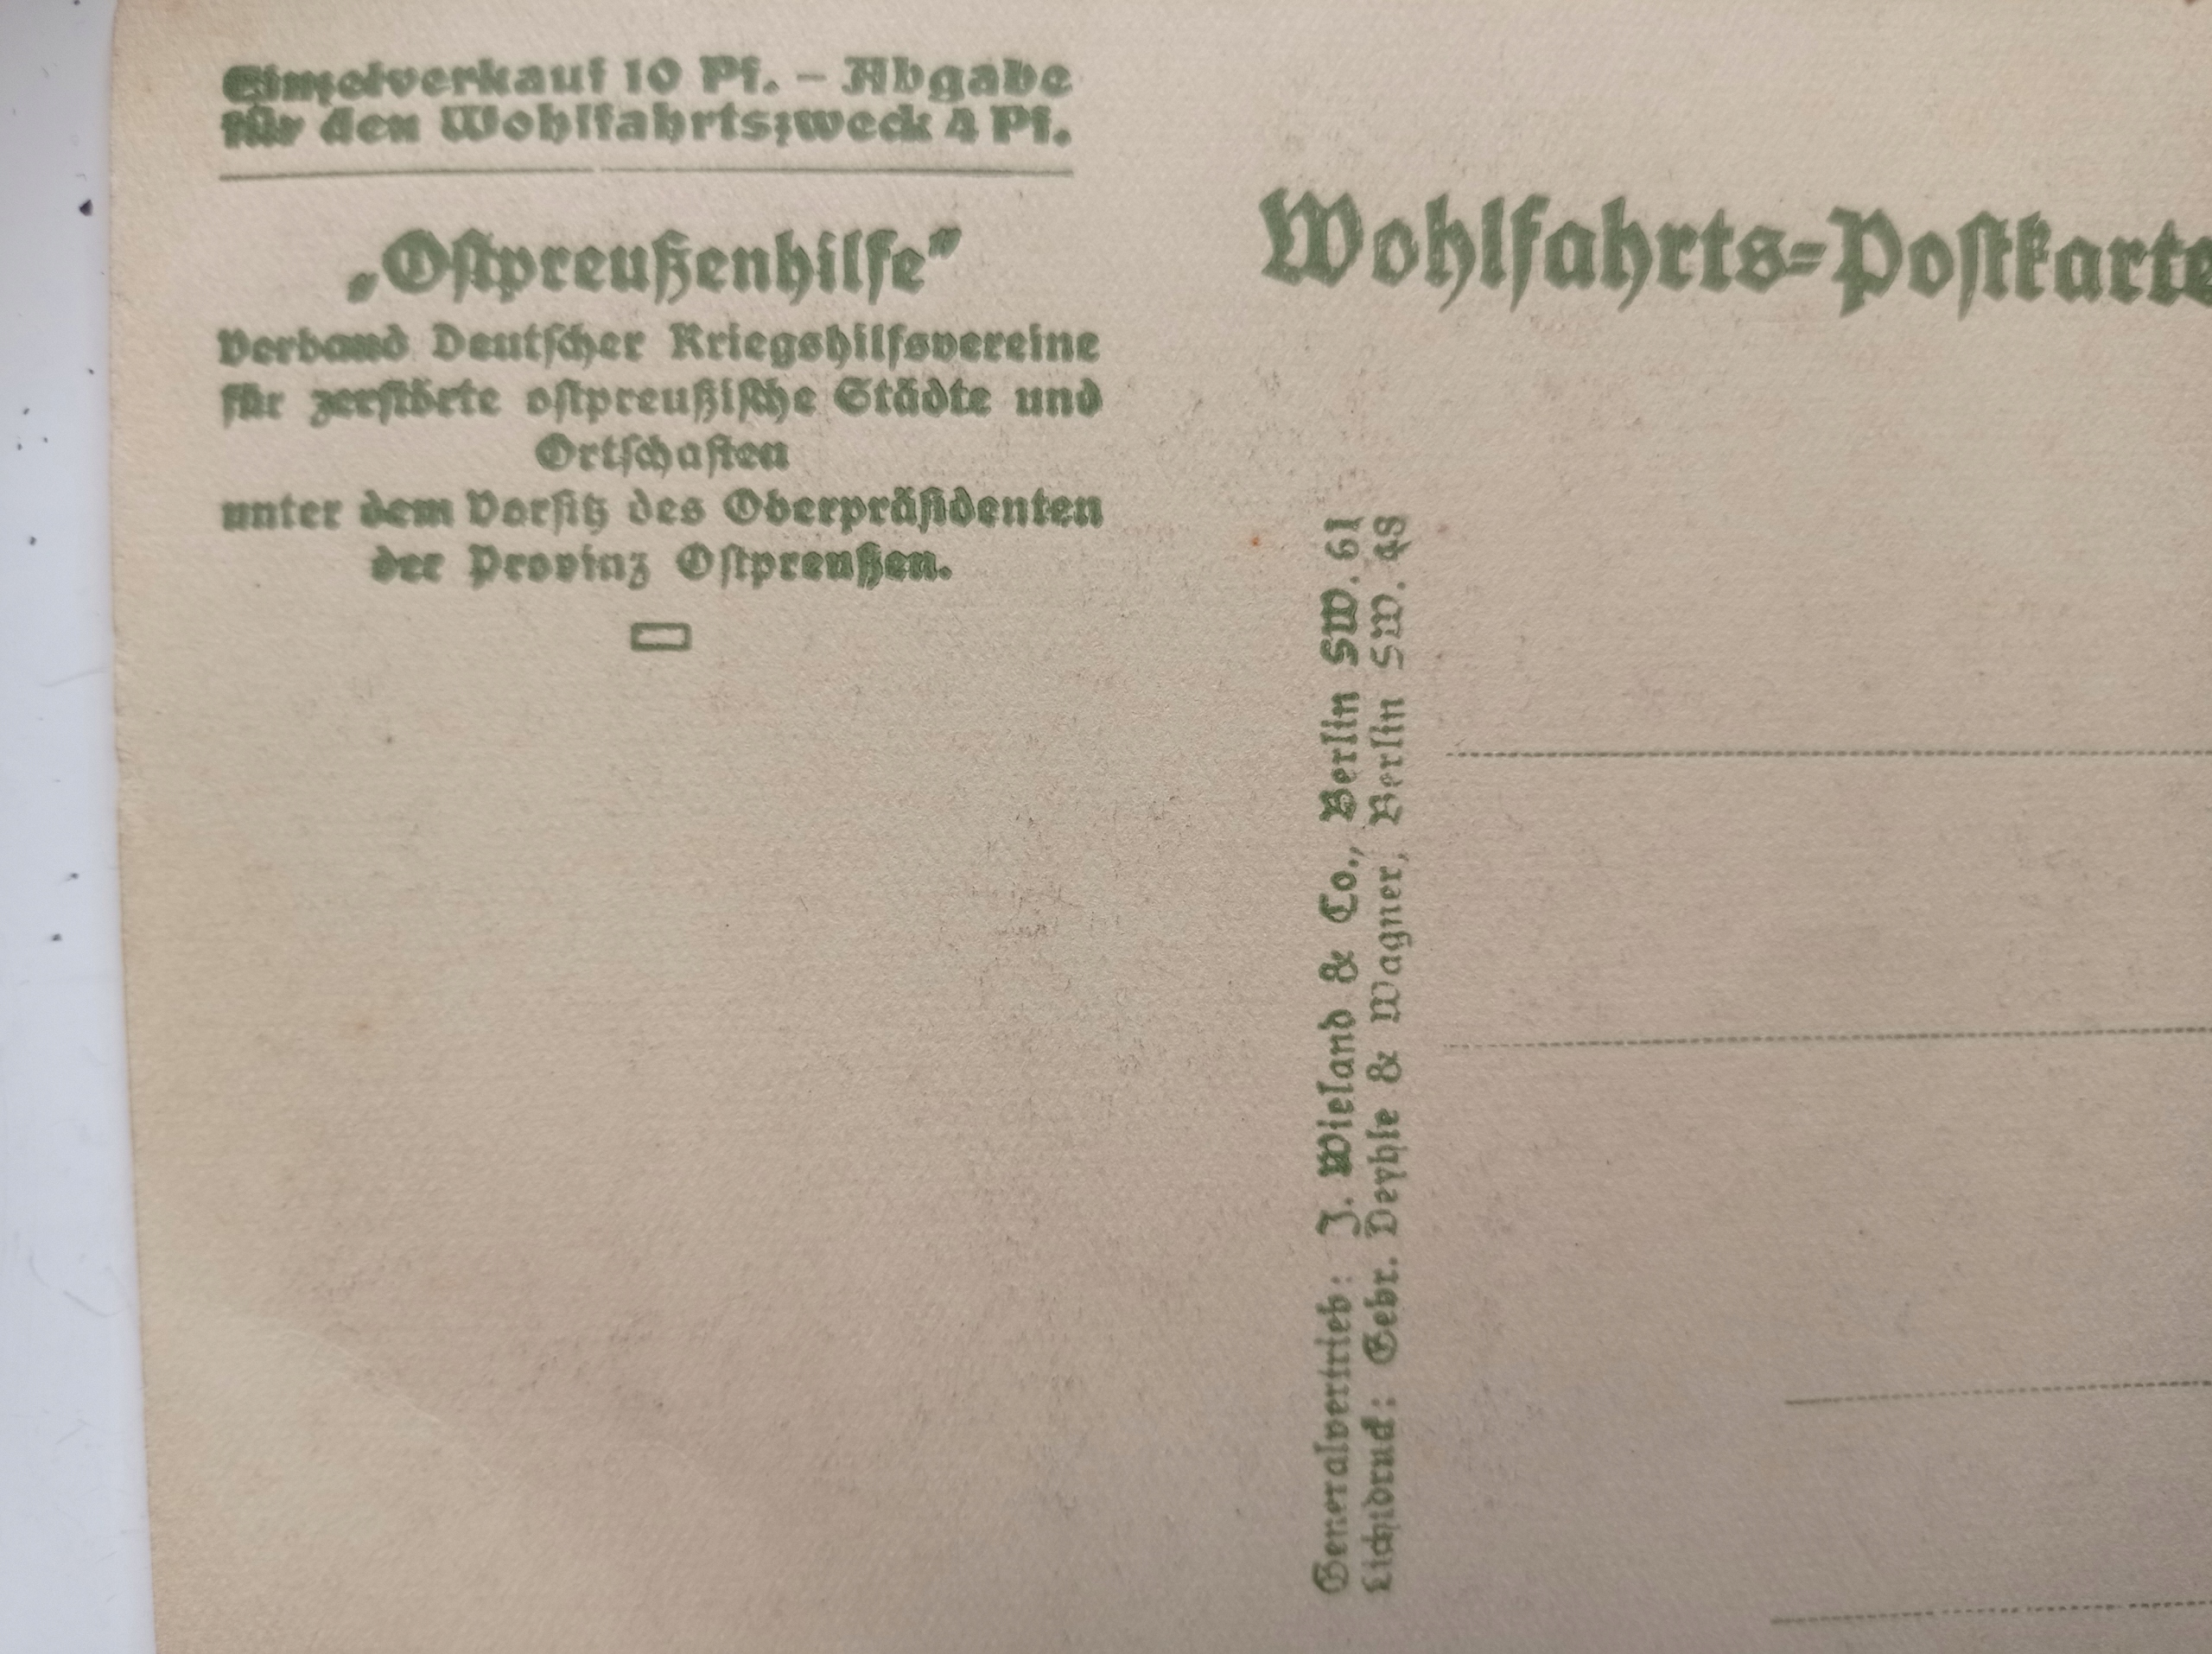 Einzelverkauf 10 Pf. – Abgabe
für den Wohlfahrtszweck 4 Pf.
„Ostpreußenhilfe“
Verband Deutscher Kriegshilfsvereine
für zerstörte ostpreußische Städte und
Ortschaften
unter dem Vorsitz des Oberpräsidenten
der Provinz Ostpreußen.
Wohlfahrts-Postkarte
Generalvertrieb: J. Wieland & Co., Berlin SW. 61
Lichtdruck: Gebr. Deyhle & Wagner, Berlin SW. 48